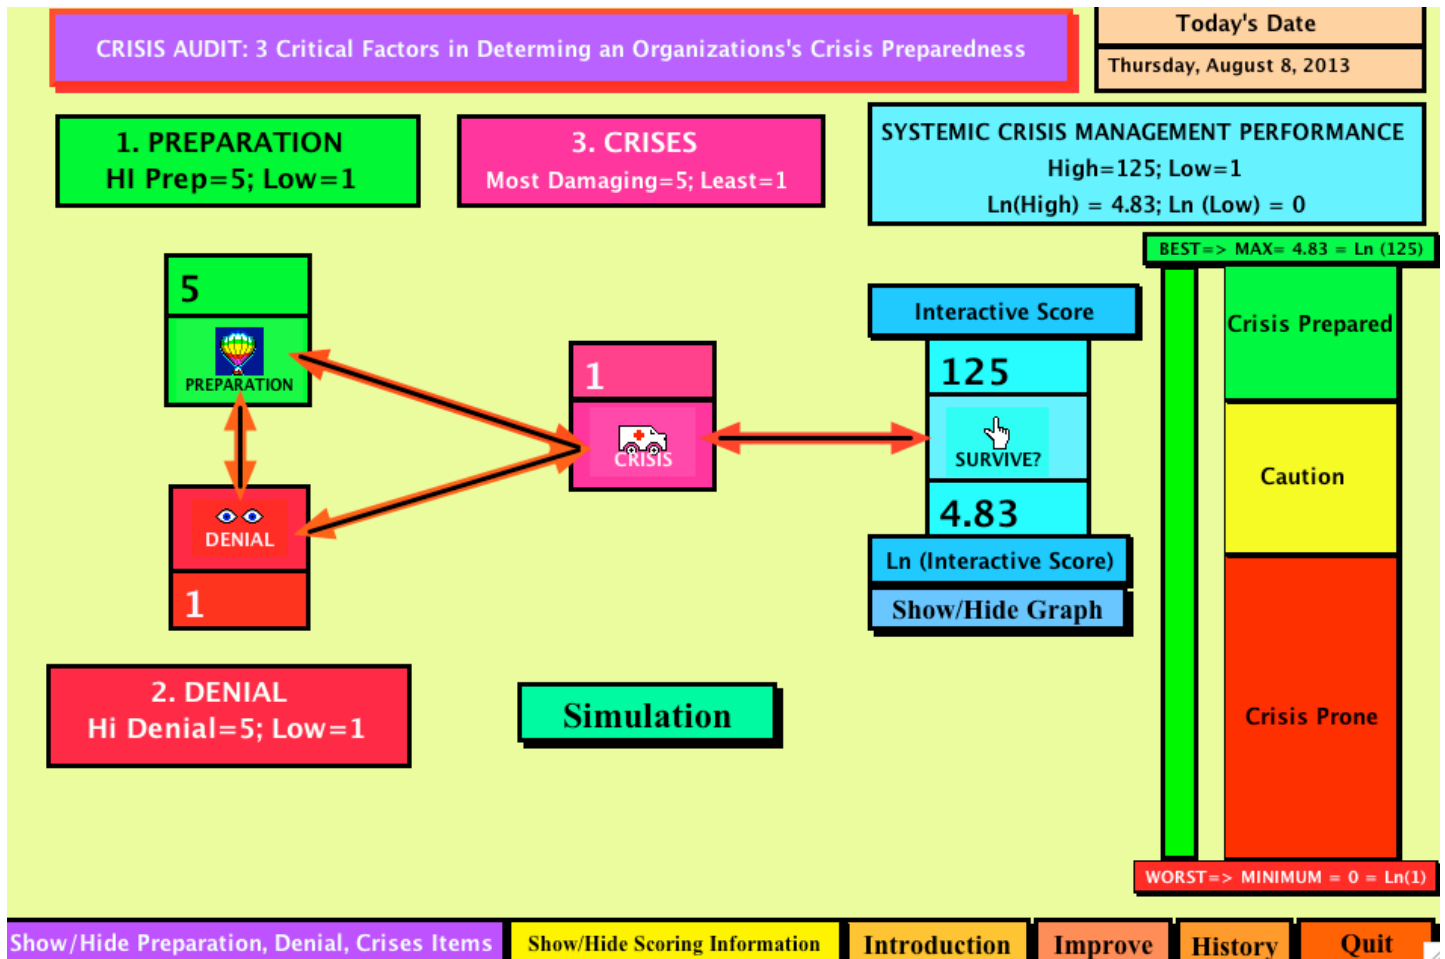 CRISIS AUDIT: 3 Critical Factors in Determing an Organizations's Crisis Preparedness
Today's Date
Thursday, August 8, 2013
1. PREPARATION
HI Prep=5; Low=1
3. CRISES
Most Damaging=5; Least=1
SYSTEMIC CRISIS MANAGEMENT PERFORMANCE
High=125; Low=1
Ln(High) = 4.83; Ln (Low) = 0
BEST=> MAX= 4.83 = Ln (125)
5
PREPARATION
DENIAL
1
1
CRISIS
Interactive Score
125
SURVIVE?
4.83
Ln (Interactive Score)
Show/Hide Graph
Crisis Prepared
Caution
Crisis Prone
WORST=> MINIMUM = 0 = Ln(1)
2. DENIAL
Hi Denial=5; Low=1
Simulation
Show/Hide Preparation, Denial, Crises Items
Show/Hide Scoring Information
Introduction
Improve
History
Quit